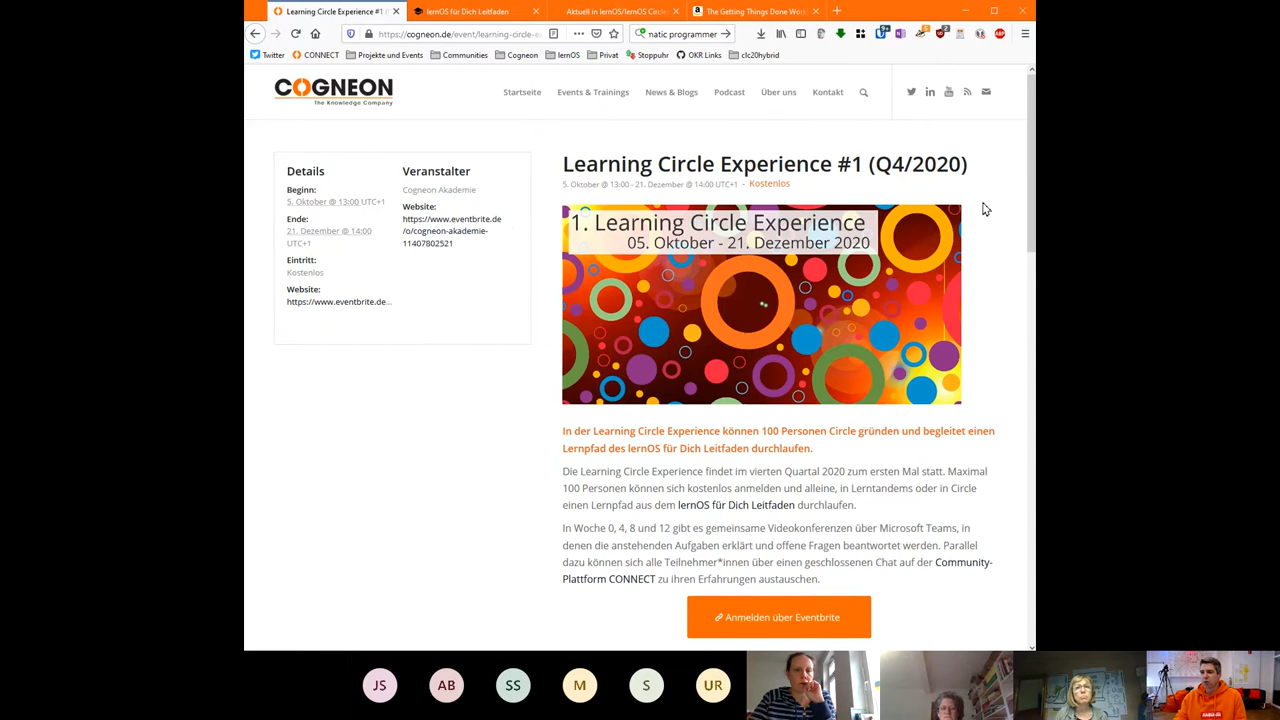 Learning Circle Experience #1
lernOS für Dich Leitfaden
Aktuell in lernOS/lernOS Circle
The Getting Things Done Work
https://cogneon.de/event/learning-circle-e
natic programmer
Twitter
CONNECT
Projekte und Events
Communities
Cogneon
lernOS
Privat
Stoppuhr
OKR Links
clc20hybrid
COGNEON
The Knowledge Company
Startseite
Events & Trainings
News & Blogs
Podcast
Über uns
Kontakt
Details
Beginn:
5. Oktober @ 13:00 UTC+1
Ende:
21. Dezember @ 14:00
UTC+1
Eintritt:
Kostenlos
Website:
https://www.eventbrite.de...
Veranstalter
Cogneon Akademie
Website:
https://www.eventbrite.de
/o/cogneon-akademie-
11407802521
Learning Circle Experience #1 (Q4/2020)
5. Oktober @ 13:00 - 21. Dezember @ 14:00 UTC+1 - Kostenlos
1. Learning Circle Experience
05. Oktober - 21. Dezember 2020
In der Learning Circle Experience können 100 Personen Circle gründen und begleitet einen
Lernpfad des lernOS für Dich Leitfaden durchlaufen.
Die Learning Circle Experience findet im vierten Quartal 2020 zum ersten Mal statt. Maximal
100 Personen können sich kostenlos anmelden und alleine, in Lerntandems oder in Circle
einen Lernpfad aus dem lernOS für Dich Leitfaden durchlaufen.
In Woche 0, 4, 8 und 12 gibt es gemeinsame Videokonferenzen über Microsoft Teams, in
denen die anstehenden Aufgaben erklärt und offene Fragen beantwortet werden. Parallel
dazu können sich alle Teilnehmer*innen über einen geschlossenen Chat auf der Community-
Plattform CONNECT zu ihren Erfahrungen austauschen.
Anmelden über Eventbrite
JS
AB
SS
M
S
UR